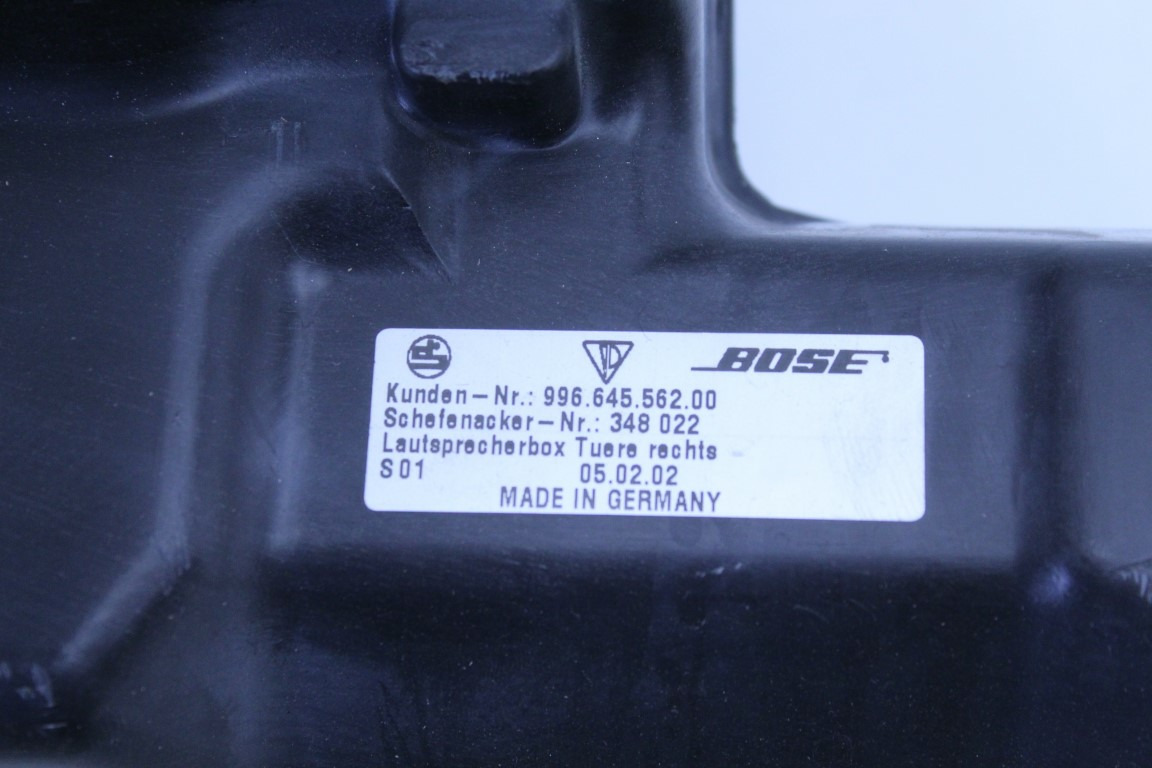 BOSE
Kunden-Nr.: 996.645.562.00
Schefenacker-Nr.: 348 022
Lautsprecherbox Tuere rechts
S01 05.02.02
MADE IN GERMANY